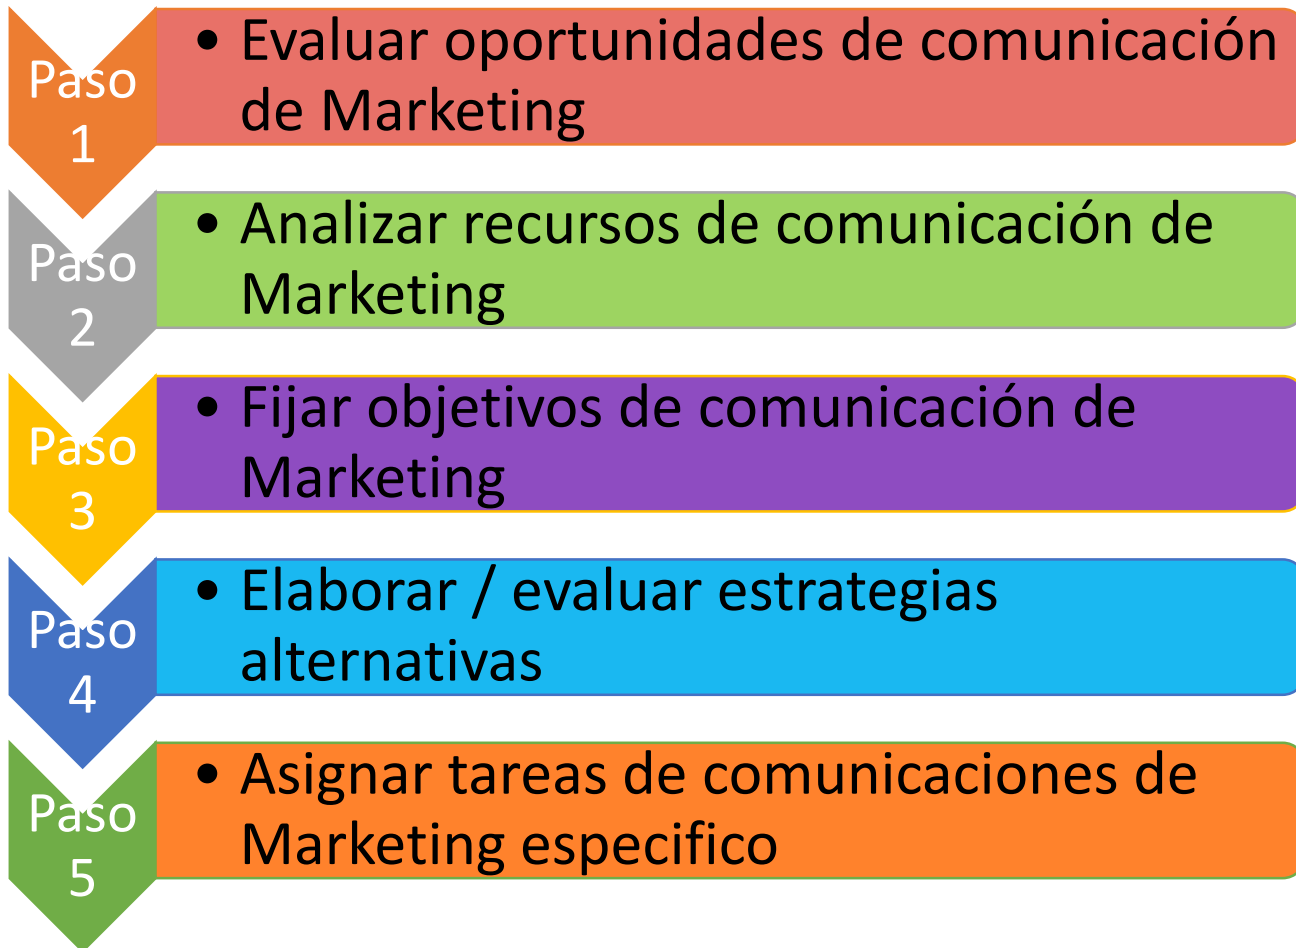 Paso
1
• Evaluar oportunidades de comunicación
de Marketing
Paso
2
• Analizar recursos de comunicación de
Marketing
Paso
3
• Fijar objetivos de comunicación de
Marketing
Paso
4
• Elaborar / evaluar estrategias
alternativas
Paso
5
• Asignar tareas de comunicaciones de
Marketing especifico